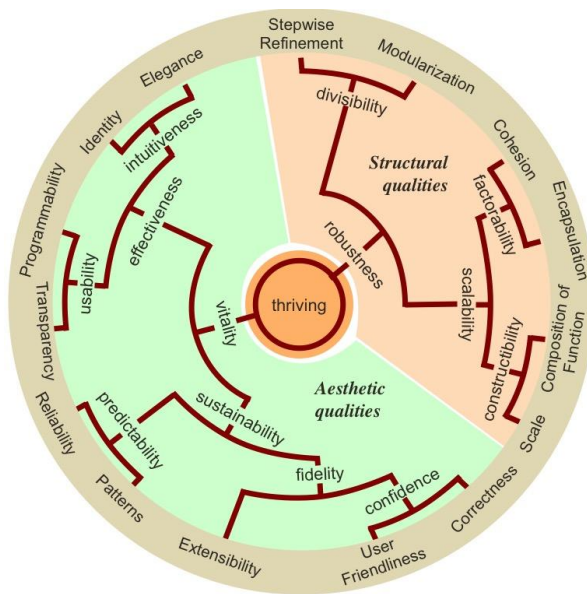 Stepwise
Refinement
Modularization
Cohesion
Encapsulation
Composition of
Function
Scale
Correctness
User
Friendliness
Extensibility
Patterns
Reliability
Transparency
Programmability
Identity
Elegance
divisibility
Structural
qualities
factorability
robustness
scalability
constructibility
thriving
intuitiveness
effectiveness
usability
vitality
Aesthetic
qualities
sustainability
predictability
fidelity
confidence